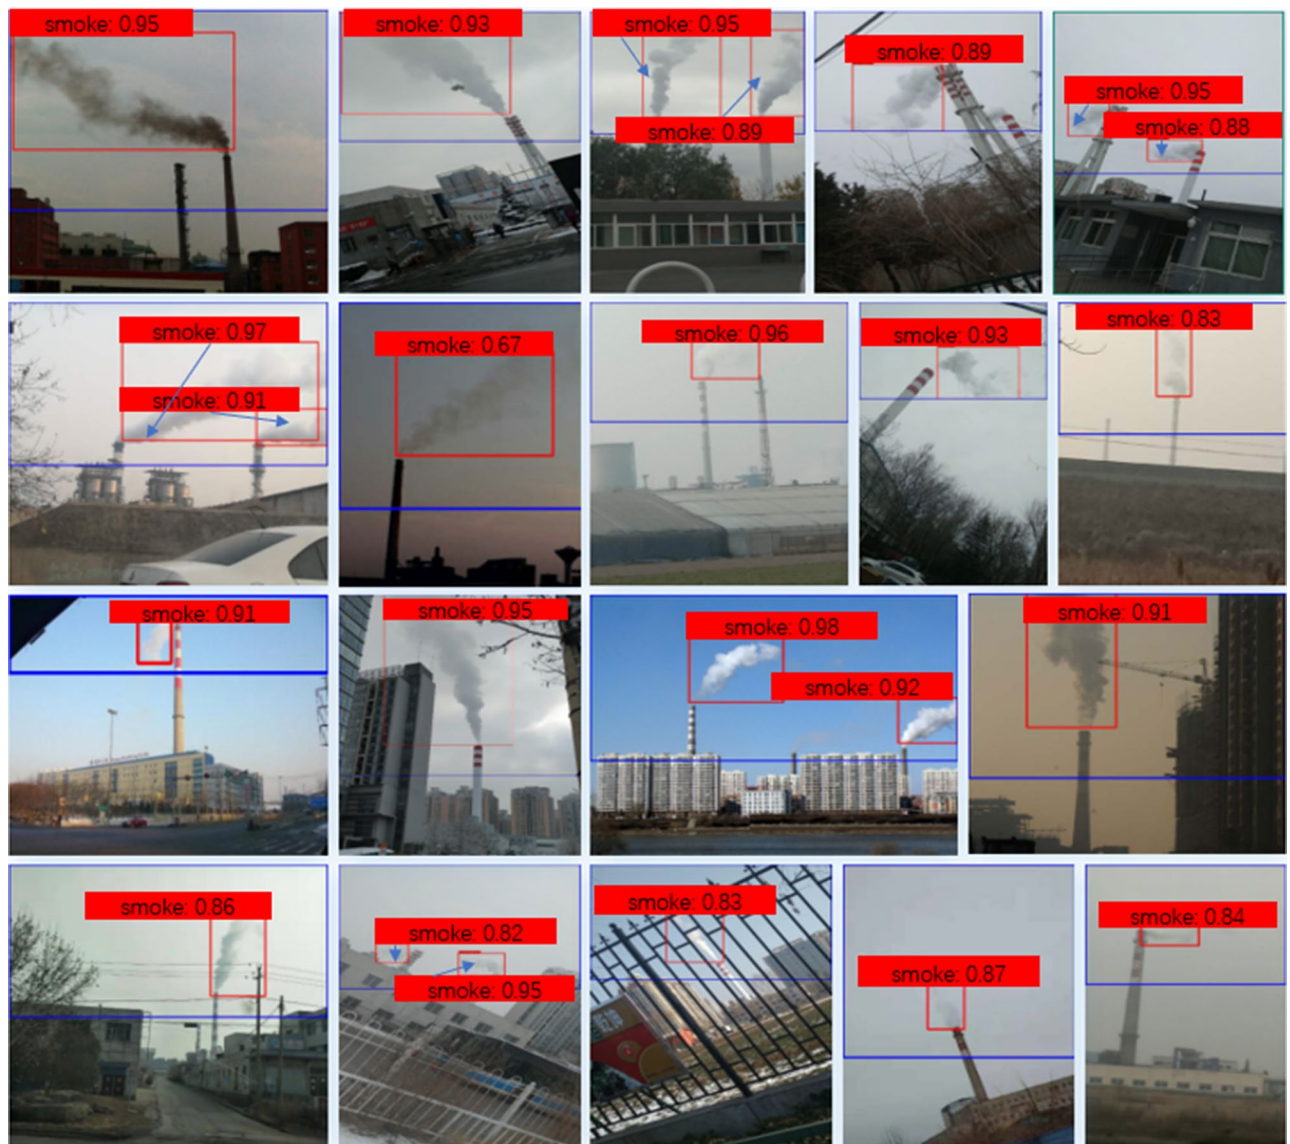 smoke: 0.95
smoke: 0.93
smoke: 0.95
smoke: 0.89
smoke: 0.89
smoke: 0.95
smoke: 0.88
smoke: 0.97
smoke: 0.91
smoke: 0.67
smoke: 0.96
smoke: 0.93
smoke: 0.83
smoke: 0.91
smoke: 0.95
smoke: 0.98
smoke: 0.92
smoke: 0.91
smoke: 0.86
smoke: 0.82
smoke: 0.95
smoke: 0.83
smoke: 0.87
smoke: 0.84